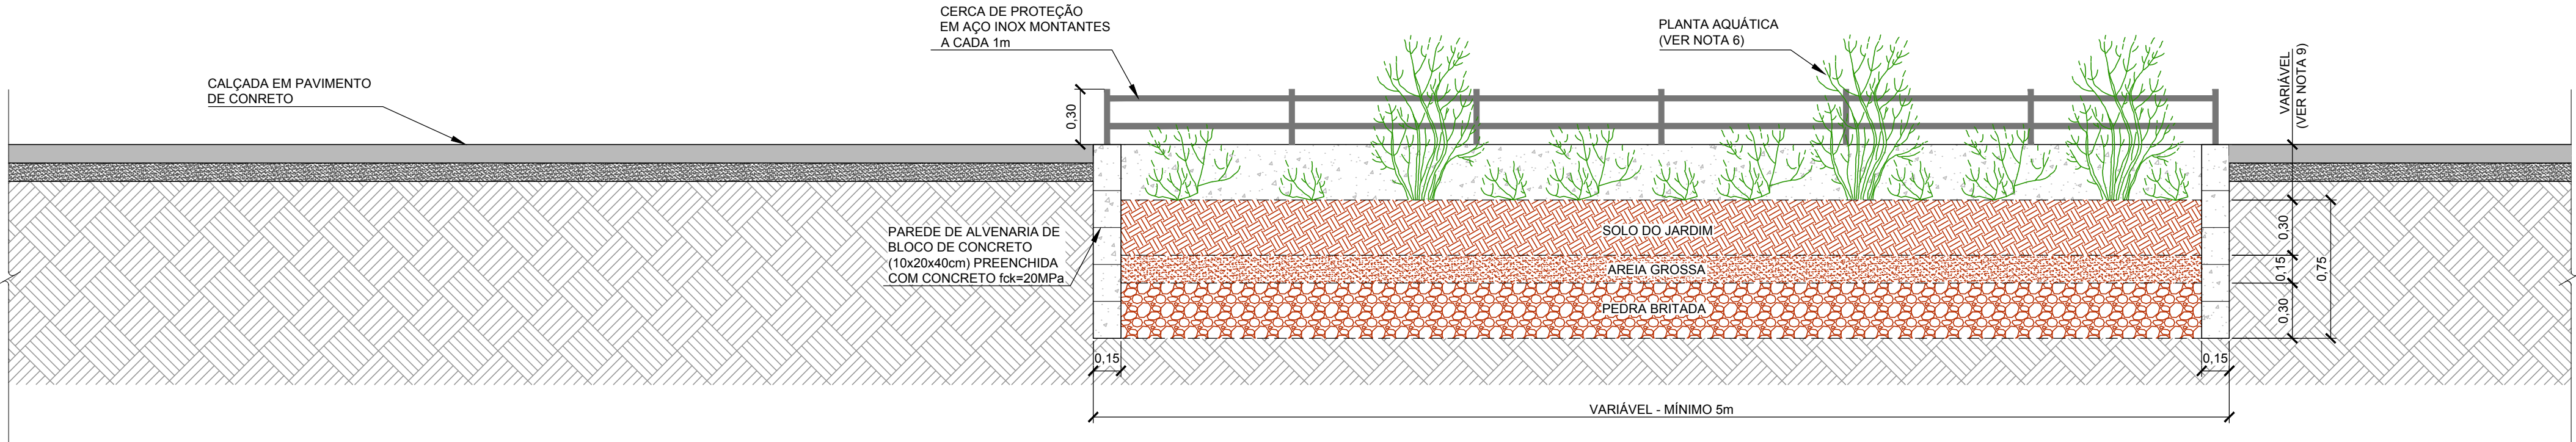 CERCA DE PROTEÇÃO
EM AÇO INOX MONTANTES
A CADA 1m
PLANTA AQUÁTICA
(VER NOTA 6)
VARIÁVEL
(VER NOTA 9)
CALÇADA EM PAVIMENTO
DE CONRETO
0,30
PAREDE DE ALVENARIA DE
BLOCO DE CONCRETO
(10x20x40cm) PREENCHIDA
COM CONCRETO fck=20MPa
SOLO DO JARDIM
AREIA GROSSA
PEDRA BRITADA
0,30
0,15
0,30
0,75
0,15
0,15
VARIÁVEL - MÍNIMO 5m